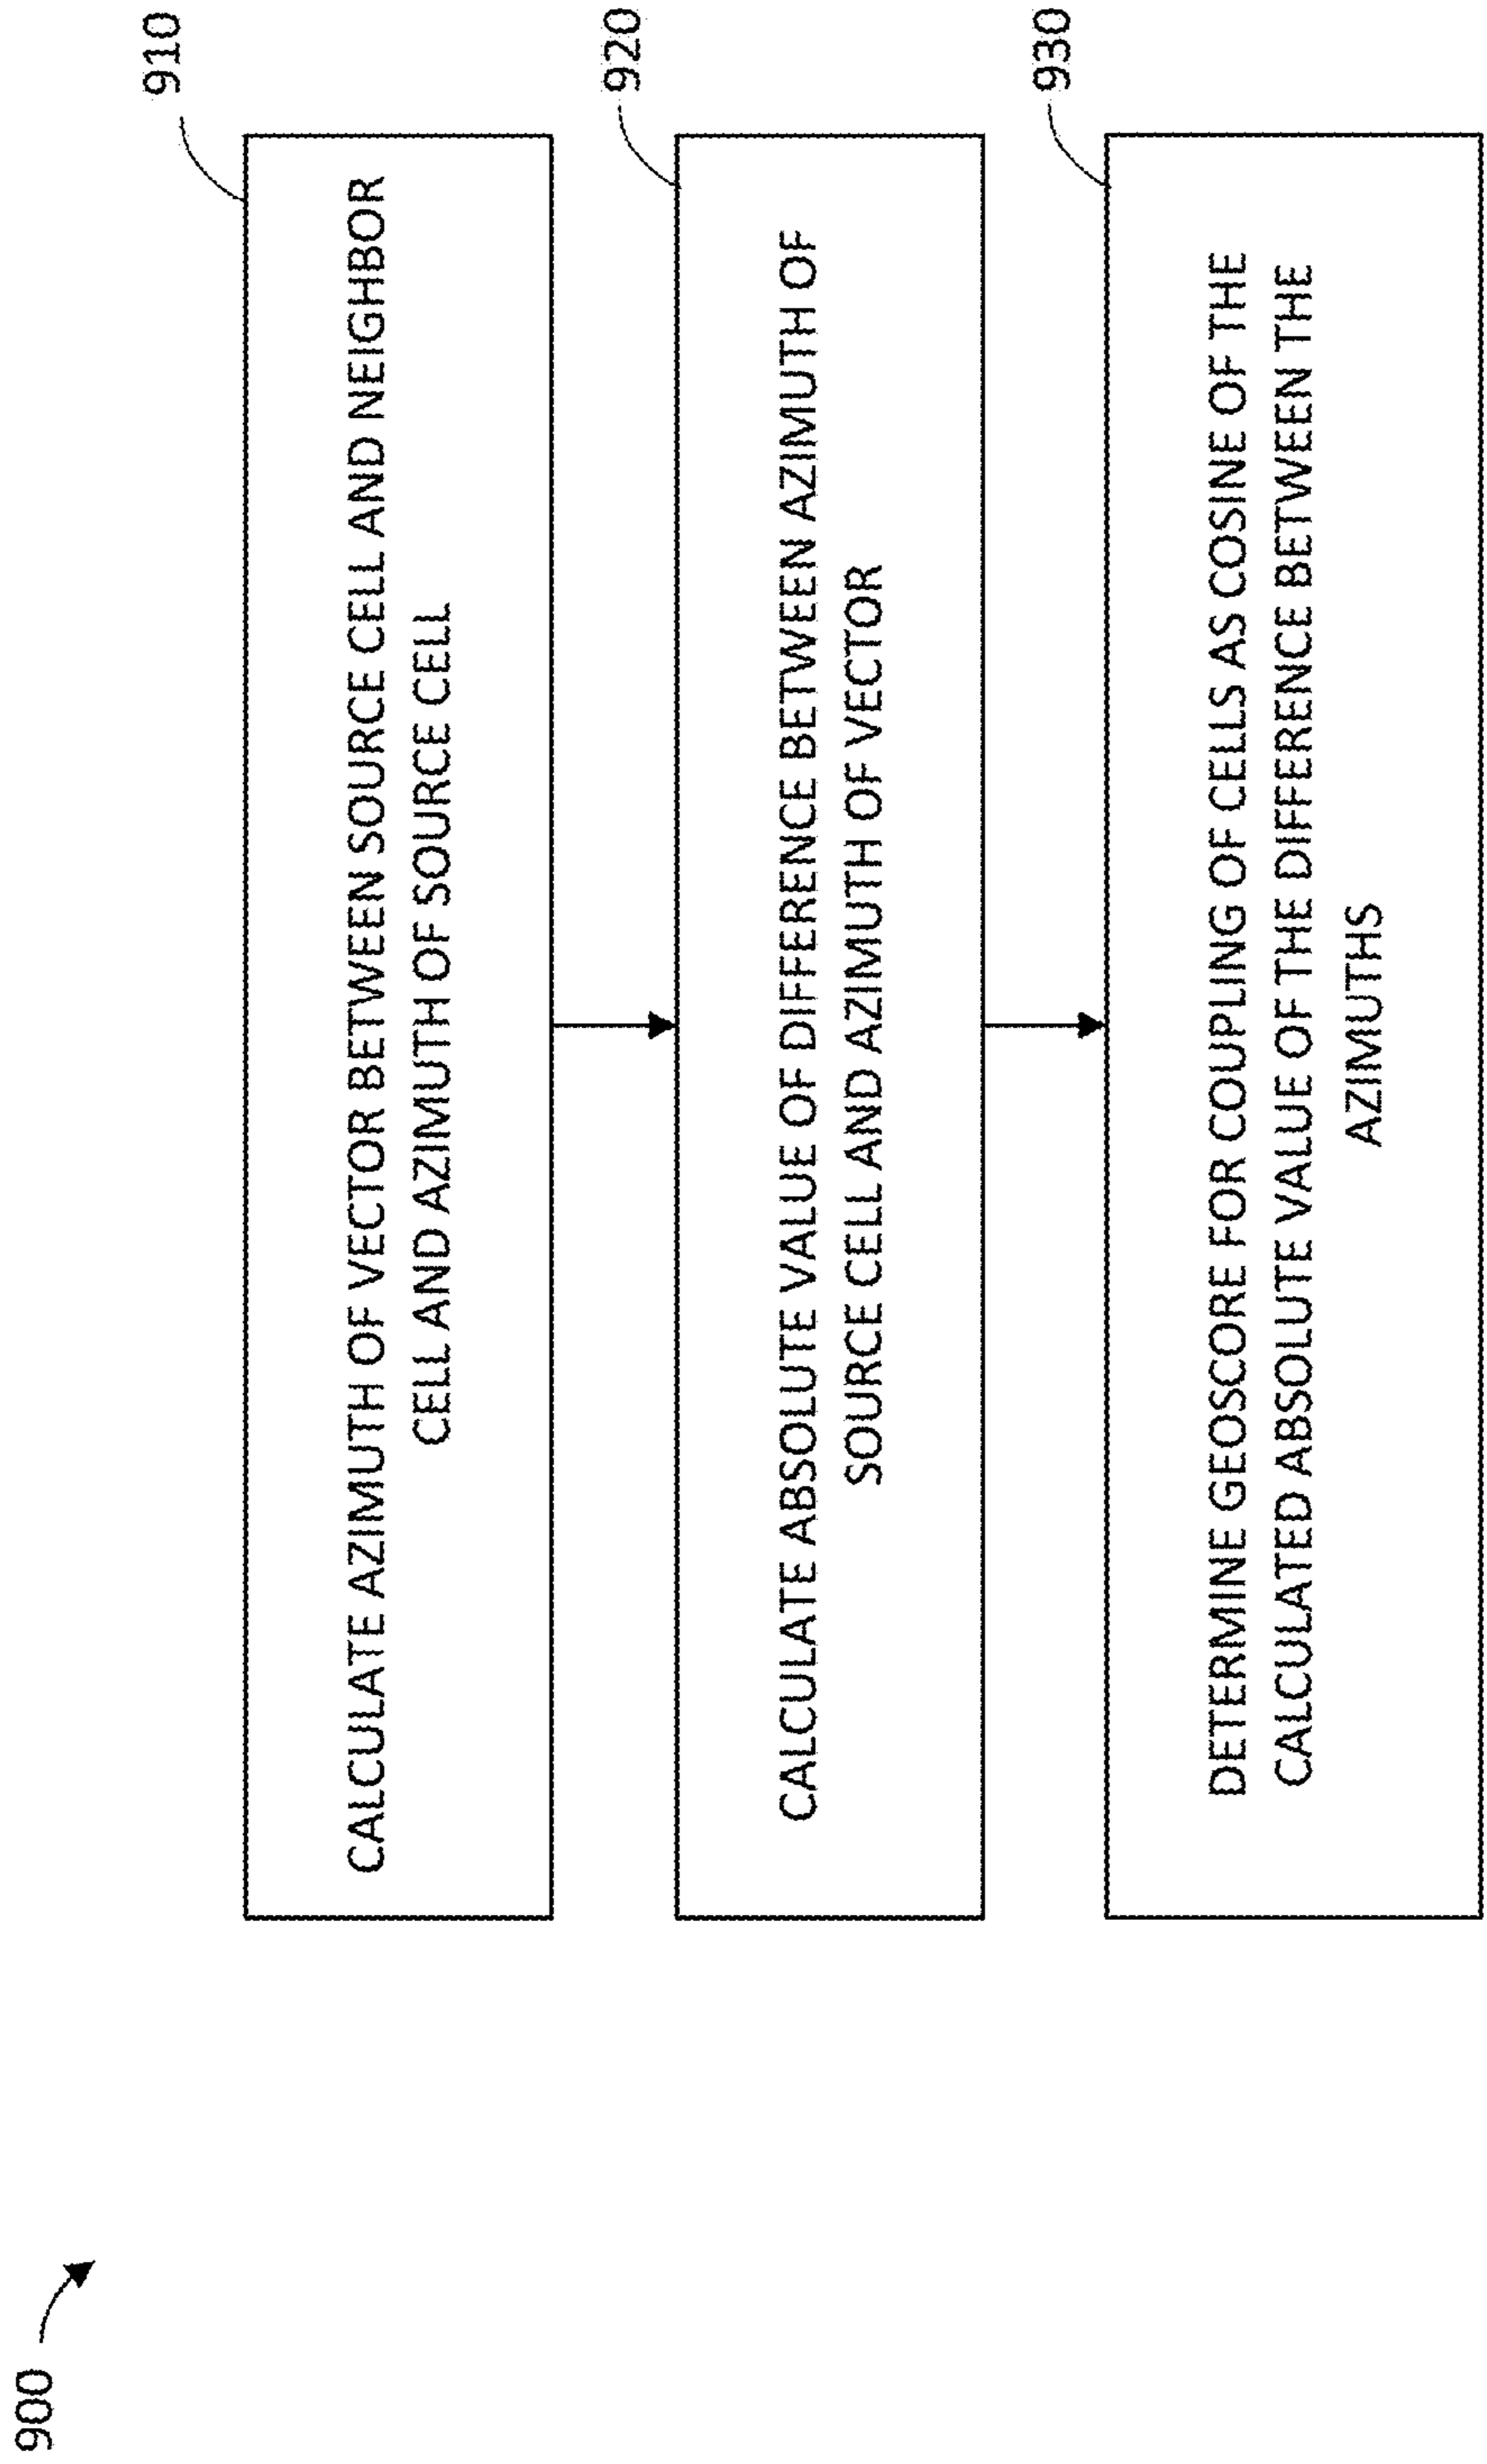 900
910
CALCULATE AZIMUTH OF VECTOR BETWEEN SOURCE CELL AND NEIGHBOR
CELL AND AZIMUTH OF SOURCE CELL
920
CALCULATE ABSOLUTE VALUE OF DIFFERENCE BETWEEN AZIMUTH OF
SOURCE CELL AND AZIMUTH OF VECTOR
930
DETERMINE GEOSCORE FOR COUPLING OF CELLS AS COSINE OF THE
CALCULATED ABSOLUTE VALUE OF THE DIFFERENCE BETWEEN THE
AZIMUTHS